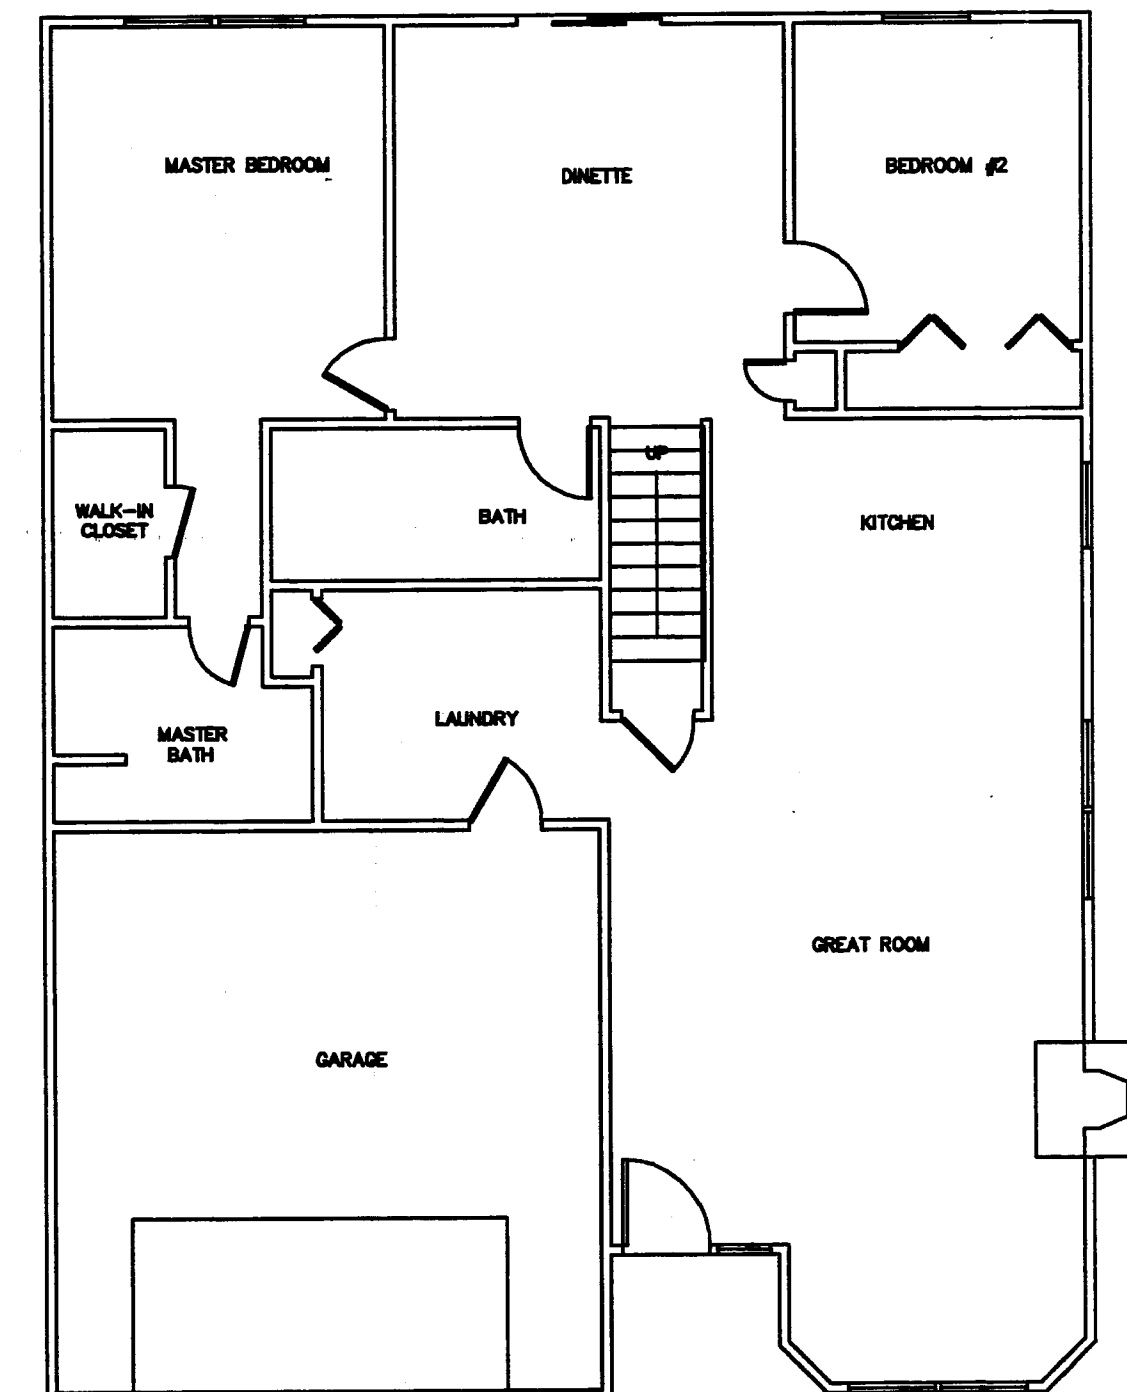 MASTER BEDROOM
DINETTE
BEDROOM #2
UP
WALK-IN
CLOSET
BATH
KITCHEN
MASTER
BATH
LAUNDRY
GREAT ROOM
GARAGE